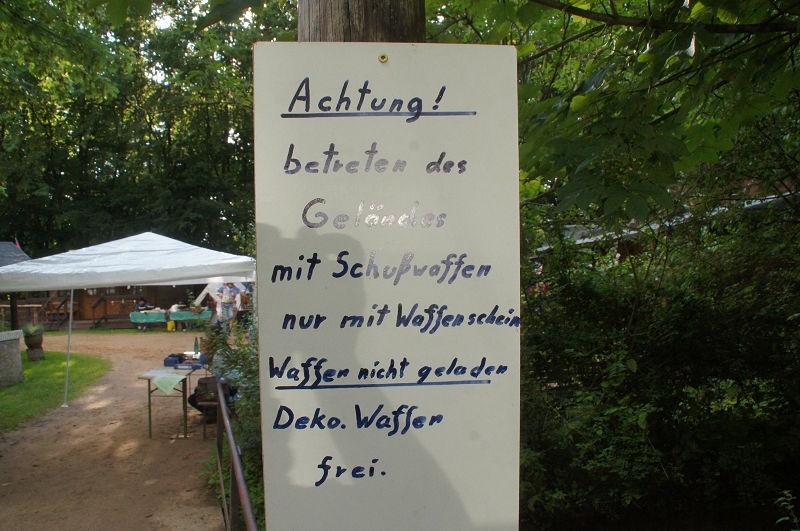 Achtung!
betreten des
Geländes
mit Schußwaffen
nur mit Waffenschein
Waffen nicht geladen
Deko. Waffen
frei.